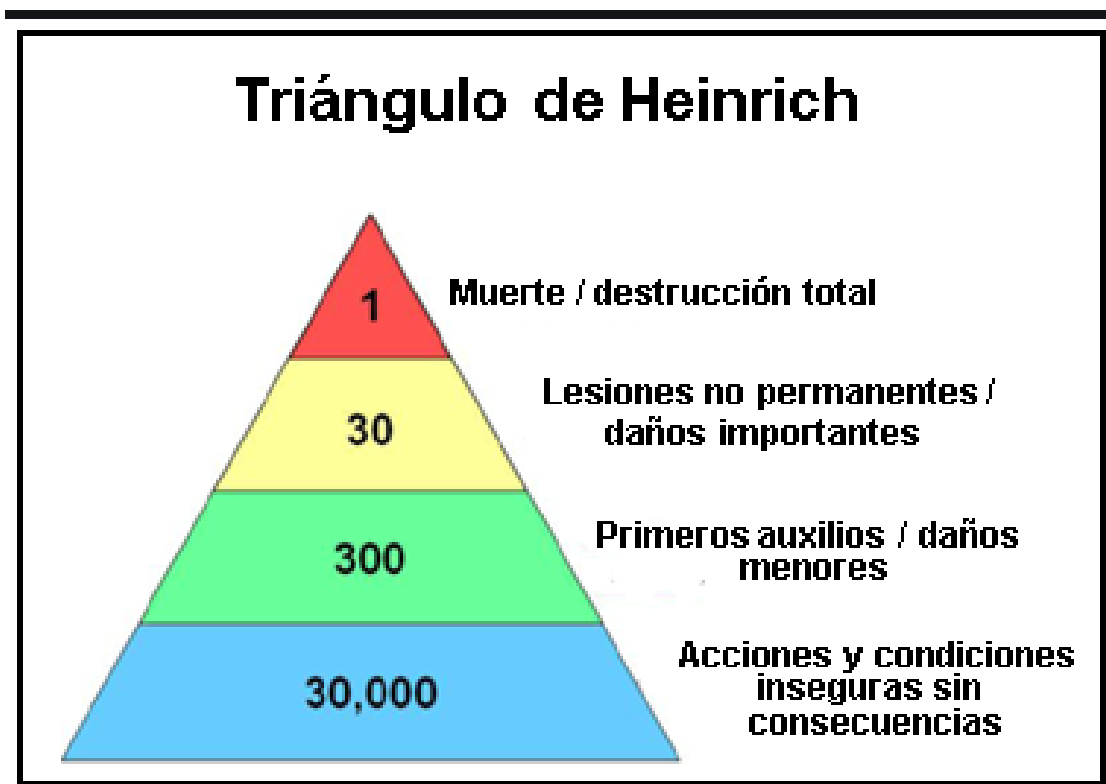 Triángulo de Heinrich
1
Muerte / destrucción total
30
Lesiones no permanentes /
daños importantes
300
Primeros auxilios / daños
menores
30,000
Acciones y condiciones
inseguras sin
consecuencias